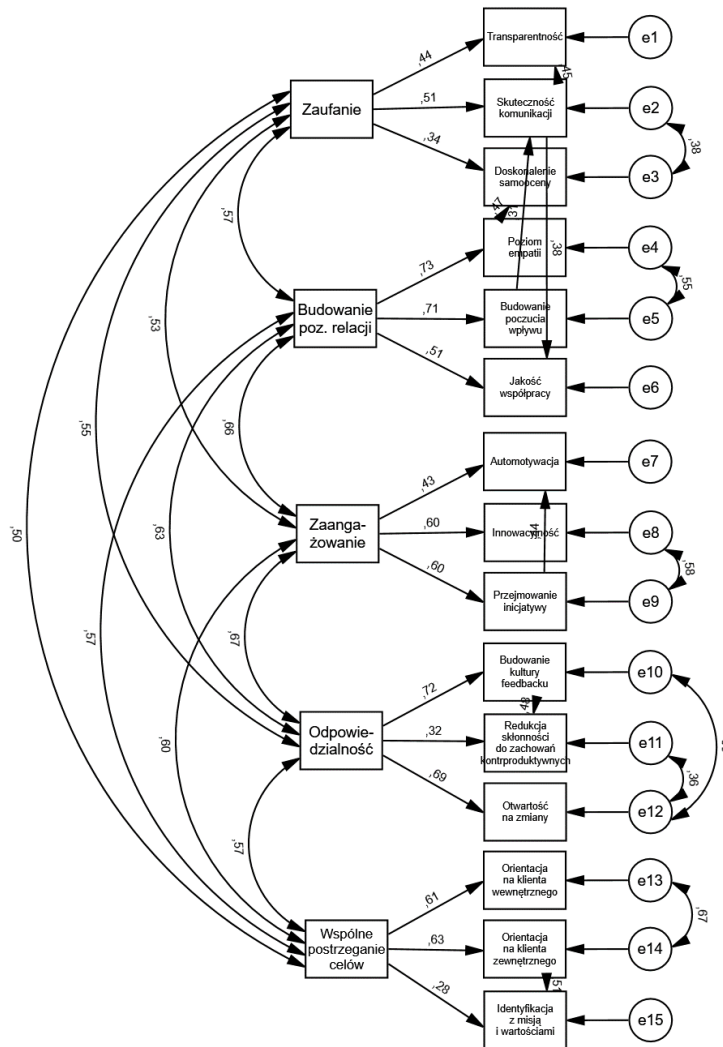 Transparentność
e1
,44
,45
Zaufanie
,51
Skuteczność
komunikacji
e2
,38
,34
Doskonalenie
samooceny
e3
,47
,57
,38
Poziom
empatii
e4
,73
,55
Budowanie
poz. relacji
,71
Budowanie
poczucia
wpływu
e5
,53
,51
Jakość
współpracy
e6
,55
,66
Automotywacja
e7
,43
,50
,63
Zaanga-
żowanie
,60
Innowacyjność
e8
,58
,60
Przejmowanie
inicjatywy
e9
,57
,67
Budowanie
kultury
feedbacku
e10
,72
,48
Odpowie-
dzialność
,32
Redukcja
skłonności
do zachowań
kontrproduktywnych
e11
,60
,36
,69
Otwartość
na zmiany
e12
,57
Orientacja
na klienta
wewnętrznego
e13
,61
,67
Wspólne
postrzeganie
celów
,63
Orientacja
na klienta
zewnętrznego
e14
,28
Identyfikacja
z misją
i wartościami
e15